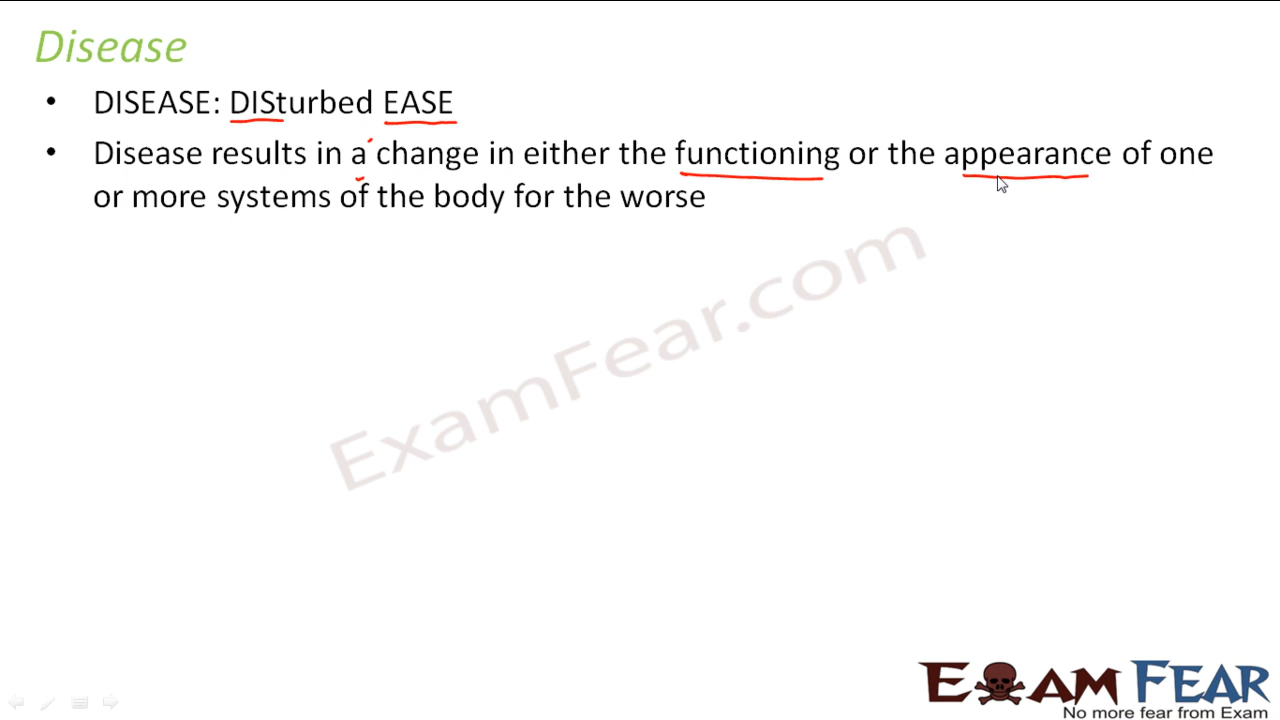 Disease
• DISEASE: DISturbed EASE
• Disease results in a change in either the functioning or the appearance of one
or more systems of the body for the worse
ExamFear.com
EXAM FEAR
No more fear from Exam